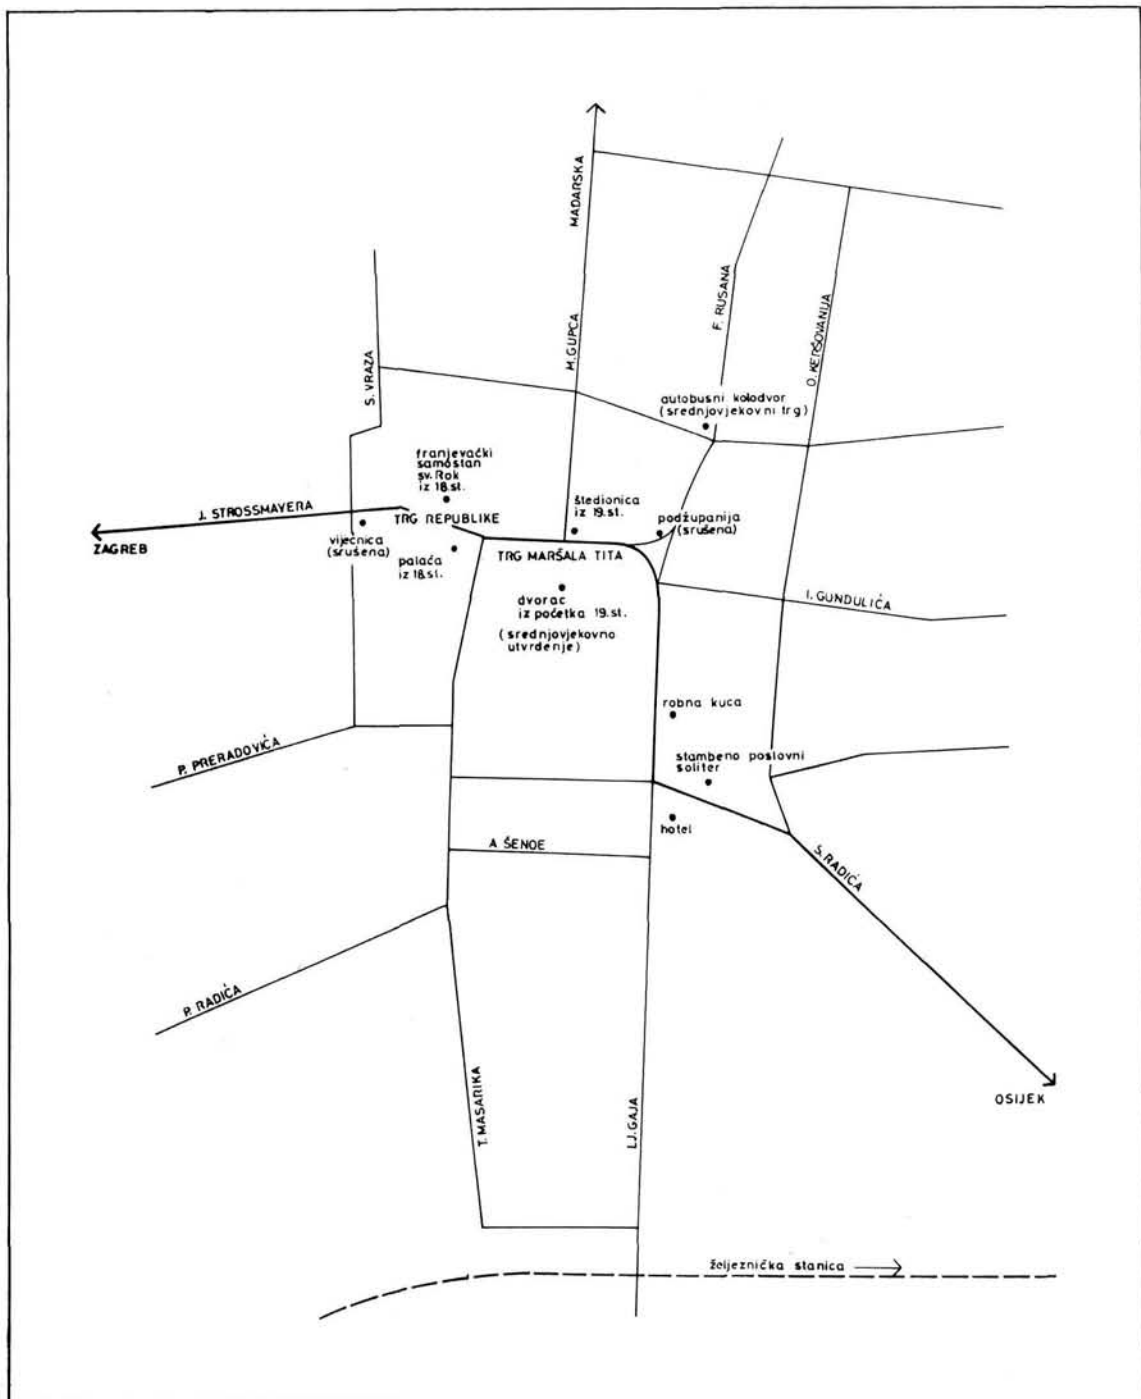 MAĐARSKA
M. GUPCA
F. RUSANA
O. KERŠOVANIJA
S. VRAZA
autobusni kolodvor
(srednjovjekovni trg)
franjevački
samostan
sv. Rok
iz 18. st.
J. STROSSMAYERA
ZAGREB
TRG REPUBLIKE
vijećnica
(srušena)
palača
iz 18. st.
štedionica
iz 19. st.
podžupanija
(srušena)
TRG MARŠALA TITA
dvorac
iz početka 19. st.
(srednjovjekovno
utvrđenje)
I. GUNDULIĆA
robna kuca
P. PRERADOVIĆA
stambeno poslovni
soliter
hotel
A. ŠENOE
S. RADIĆA
P. RADIĆA
T. MASARIKA
LJ. GAJA
OSIJEK
željeznička stanica